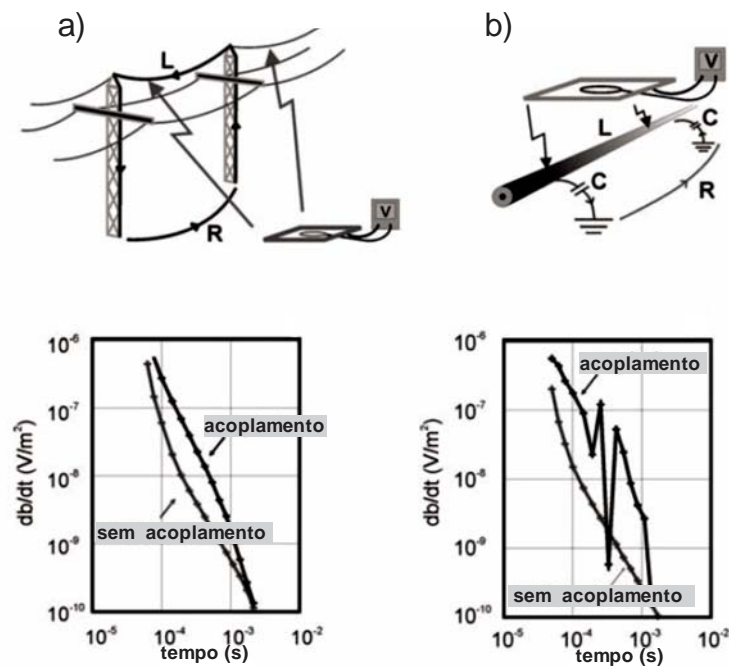 a)
L
V
R
b)
V
L
C
C
R
10^-6
10^-7
10^-8
10^-9
10^-10
db/dt (V/m²)
acoplamento
sem acoplamento
10^-5 10^-4 10^-3 10^-2
tempo (s)
10^-6
10^-7
10^-8
10^-9
10^-10
db/dt (V/m²)
acoplamento
sem acoplamento
10^-5 10^-4 10^-3 10^-2
tempo (s)